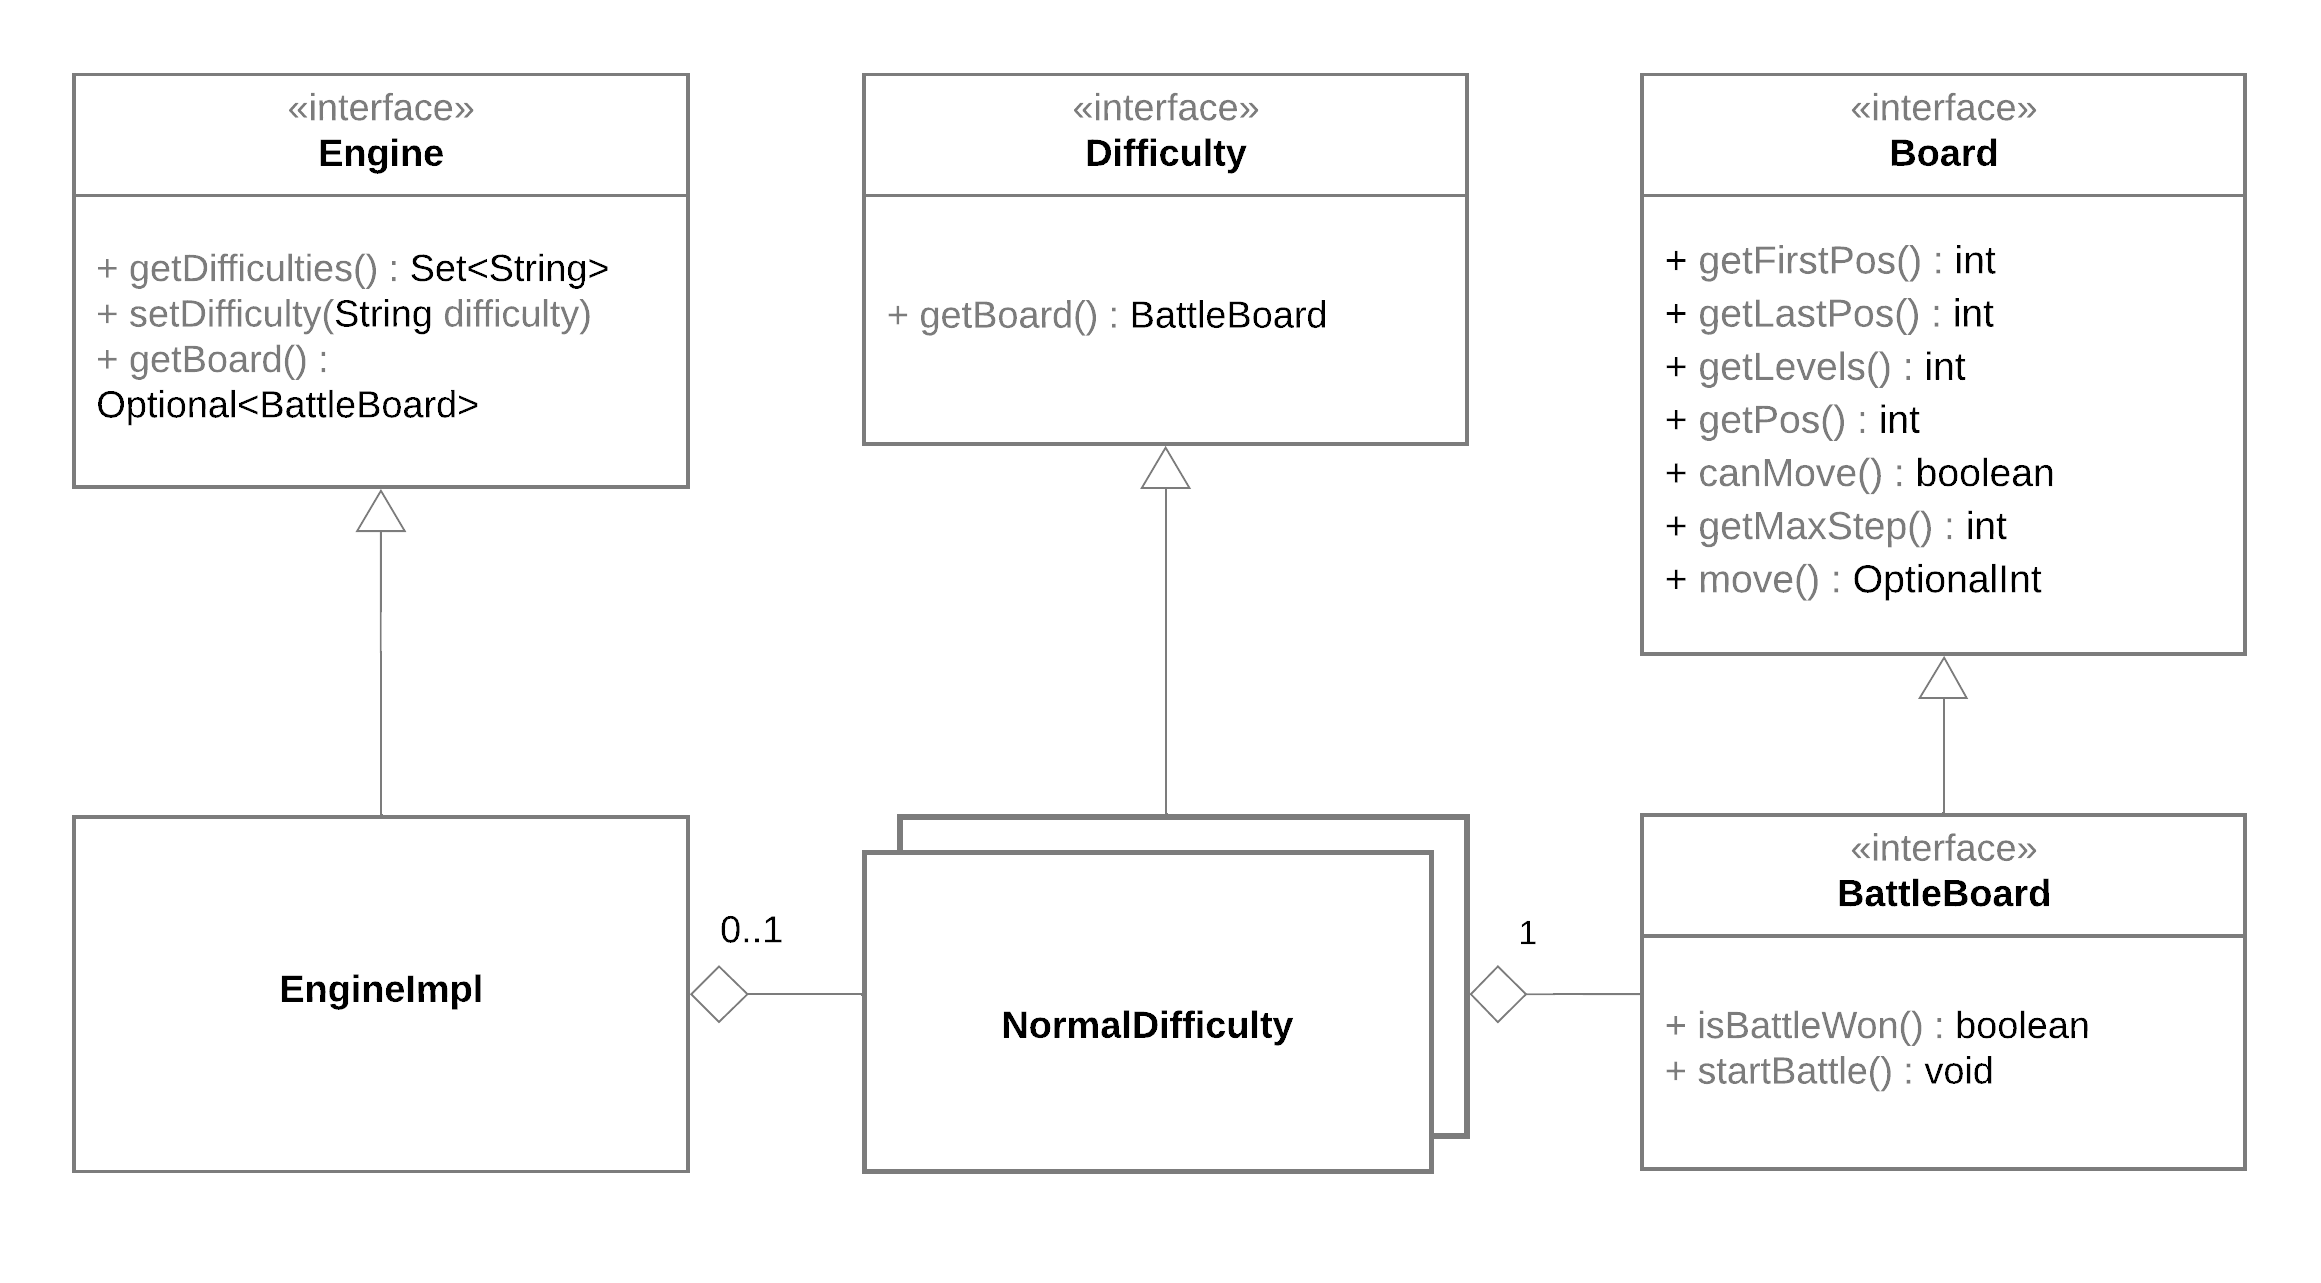 «interface»
Engine
+ getDifficulties() : Set<String>
+ setDifficulty(String difficulty)
+ getBoard() :
Optional<BattleBoard>
«interface»
Difficulty
+ getBoard() : BattleBoard
«interface»
Board
+ getFirstPos() : int
+ getLastPos() : int
+ getLevels() : int
+ getPos() : int
+ canMove() : boolean
+ getMaxStep() : int
+ move() : OptionalInt
EngineImpl
0..1
NormalDifficulty
1
«interface»
BattleBoard
+ isBattleWon() : boolean
+ startBattle() : void